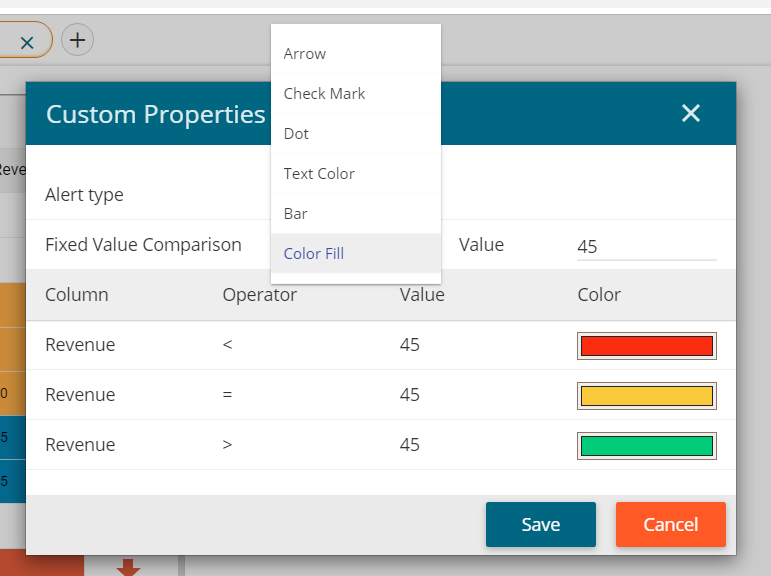 Arrow
Custom Properties
Check Mark
Dot
Text Color
Alert type
Bar
Fixed Value Comparison
Color Fill
Value
45
Column Operator Value Color
Revenue < 45
Revenue = 45
0
Revenue > 45
5
5
Save Cancel